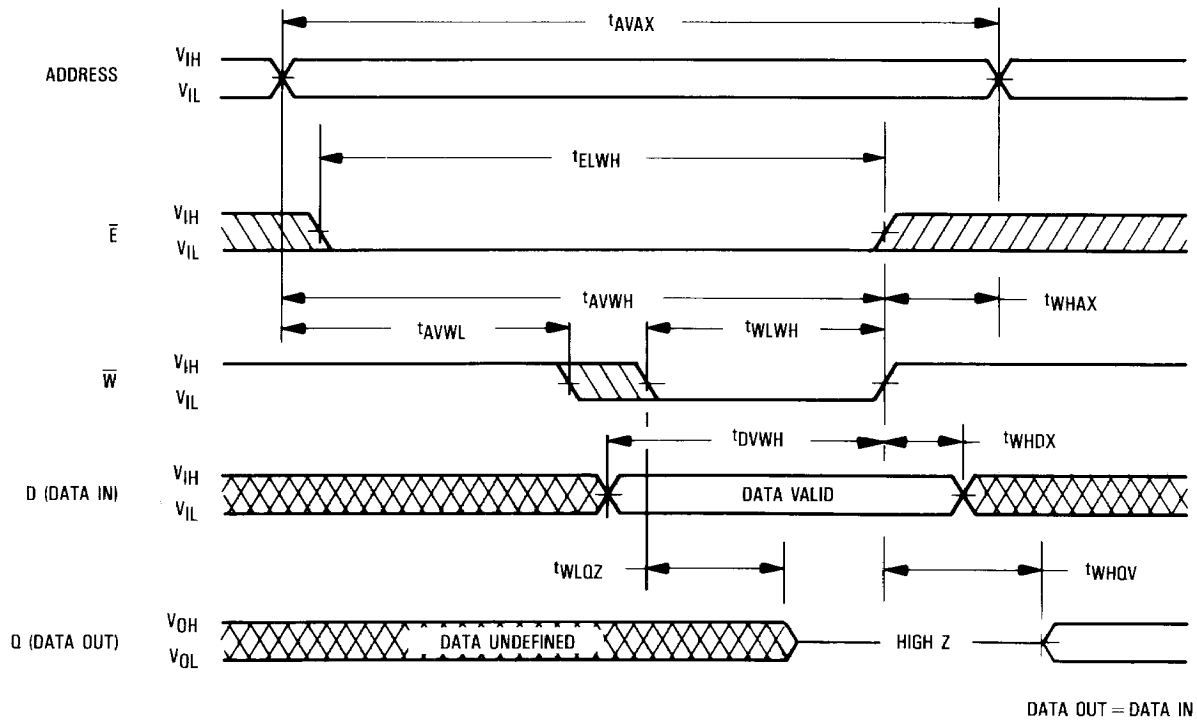 tAVAX
VIH
ADDRESS
VIL
tELWH
VIH
E̅
VIL
tAVWH
tWHAX
tAVWL
tWLWH
VIH
W̅
VIL
tDVWH
tWHDX
VIH
D (DATA IN)
DATA VALID
VIL
tWLQZ
tWHQV
VOH
Q (DATA OUT)
DATA UNDEFINED
HIGH Z
VOL
DATA OUT = DATA IN